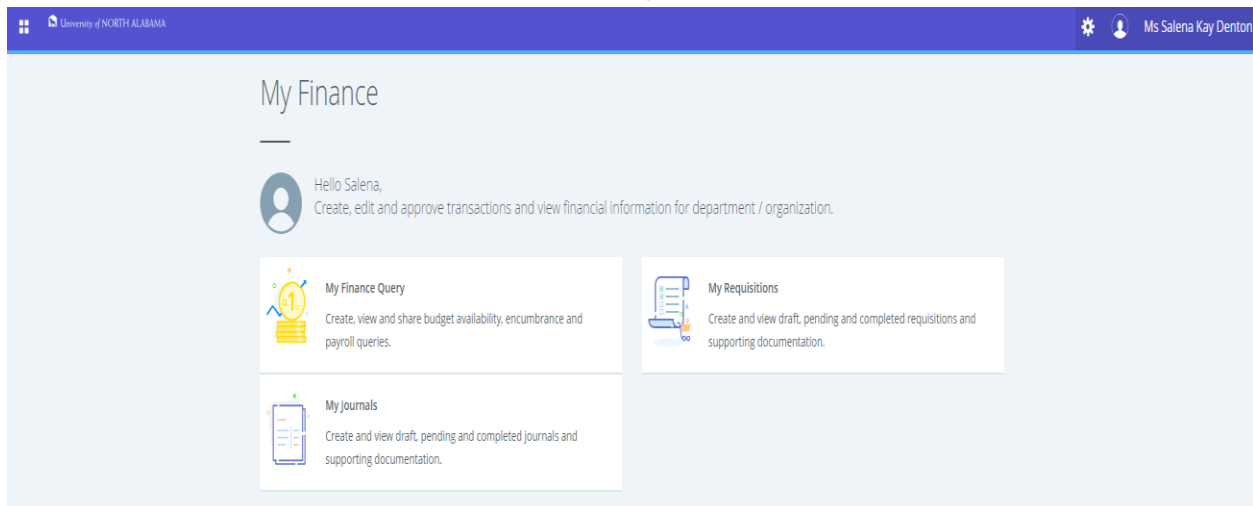 University of NORTH ALABAMA
Ms Salena Kay Denton
My Finance
Hello Salena,
Create, edit and approve transactions and view financial information for department / organization.
My Finance Query
Create, view and share budget availability, encumbrance and
payroll queries.
My Requisitions
Create and view draft, pending and completed requisitions and
supporting documentation.
My Journals
Create and view draft, pending and completed journals and
supporting documentation.